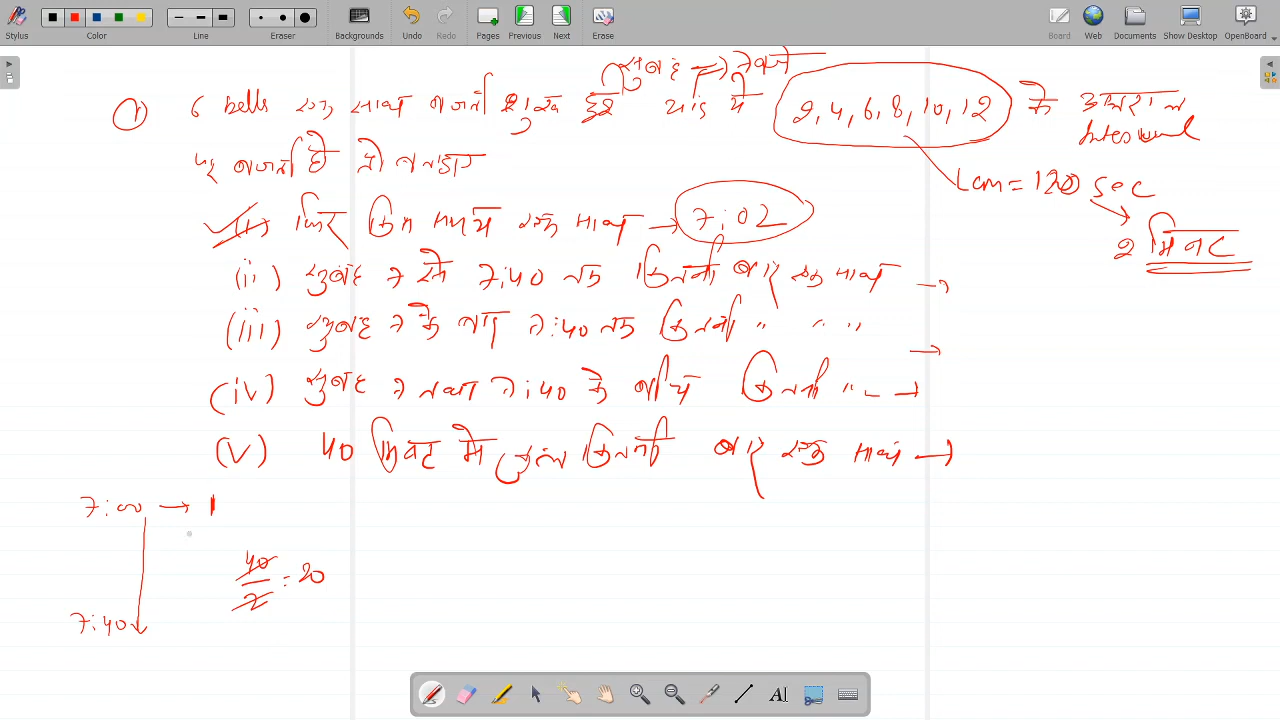 Stylus Color Line Eraser Backgrounds Undo Redo Pages Previous Next Erase Board Web Documents Show Desktop OpenBoard
सुबह 7 बजे
① 6 bells एक साथ बजनी शुरू हुई यदि ये 2, 4, 6, 8, 10, 12 के अन्तराल
Interval
पर बजती है तो बताइए
Lcm = 120 sec
2 मिनट
(i) फिर किस समय एक साथ → 7:02
(ii) सुबह 7 से 7:40 तक कितनी बार एक साथ →
(iii) सुबह 7 के बाद 7:40 तक कितनी " " " →
(iv) सुबह 7 तथा 7:40 के बीच कितनी " " →
(v) 40 मिनट में कुल कितनी बार एक साथ →
7:00 → 1
40/2 = 20
7:40